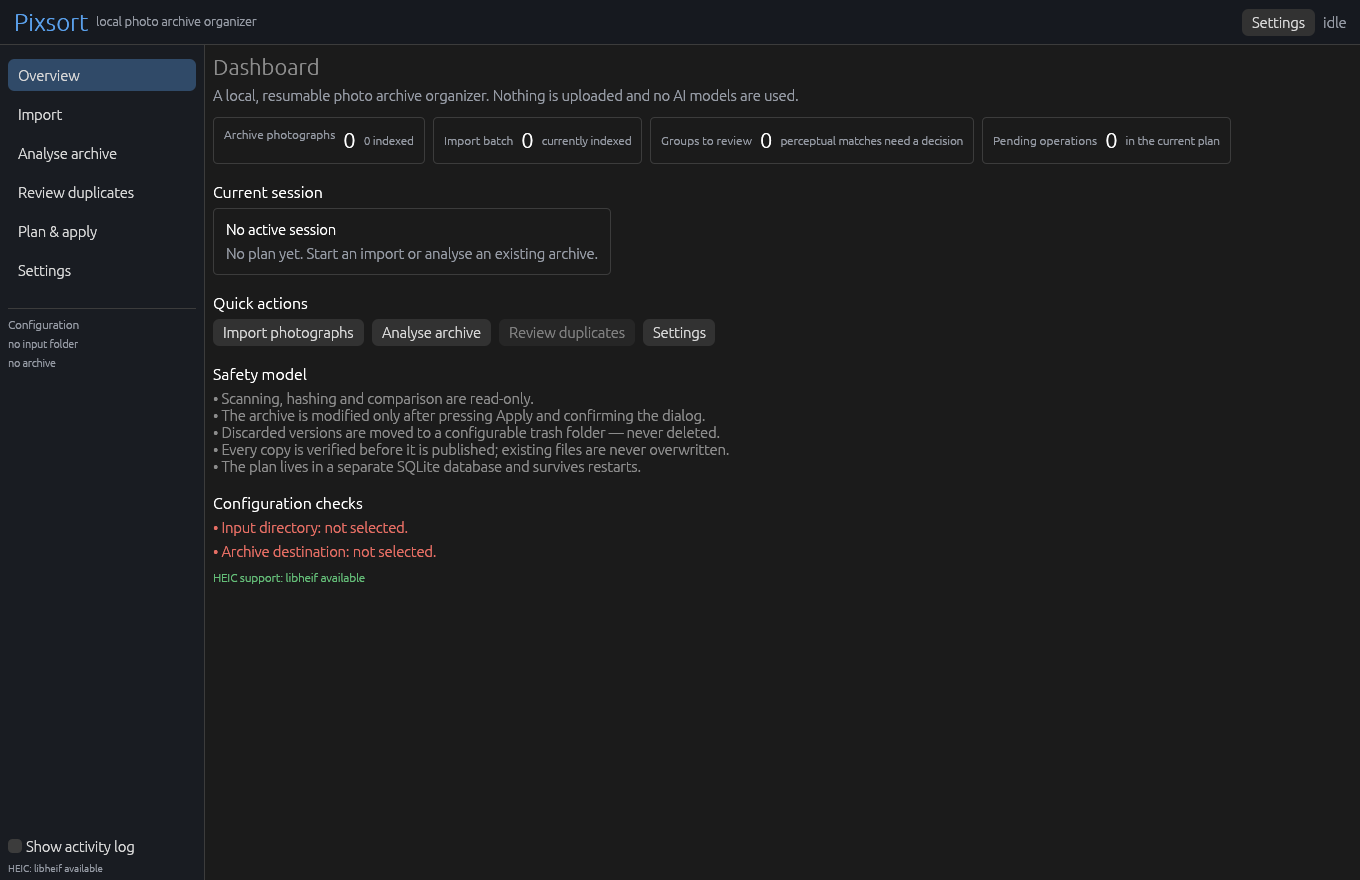 Pixsort local photo archive organizer
Settings idle
Overview
Import
Analyse archive
Review duplicates
Plan & apply
Settings
Configuration
no input folder
no archive
Show activity log
HEIC: libheif available
Dashboard
A local, resumable photo archive organizer. Nothing is uploaded and no AI models are used.
Archive photographs 0 0 indexed
Import batch 0 currently indexed
Groups to review 0 perceptual matches need a decision
Pending operations 0 in the current plan
Current session
No active session
No plan yet. Start an import or analyse an existing archive.
Quick actions
Import photographs Analyse archive Review duplicates Settings
Safety model
• Scanning, hashing and comparison are read-only.
• The archive is modified only after pressing Apply and confirming the dialog.
• Discarded versions are moved to a configurable trash folder — never deleted.
• Every copy is verified before it is published; existing files are never overwritten.
• The plan lives in a separate SQLite database and survives restarts.
Configuration checks
• Input directory: not selected.
• Archive destination: not selected.
HEIC support: libheif available